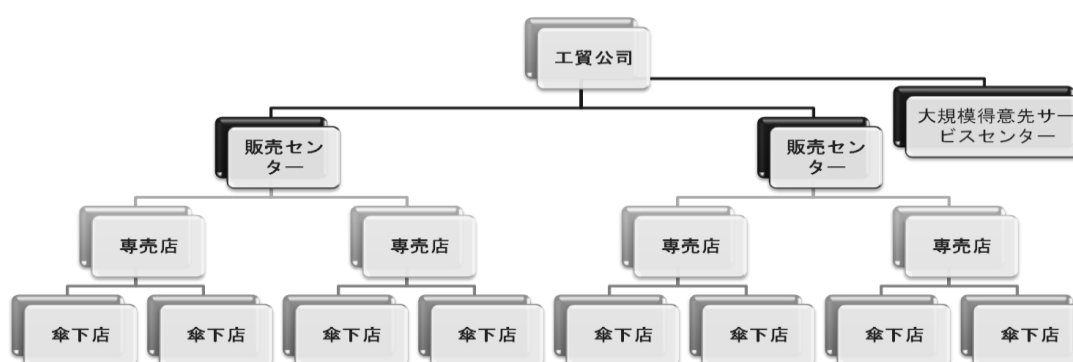 工貿公司
大規模得意先サー
ビスセンター
販売セン
ター
販売セン
ター
専売店
専売店
専売店
専売店
傘下店
傘下店
傘下店
傘下店
傘下店
傘下店
傘下店
傘下店